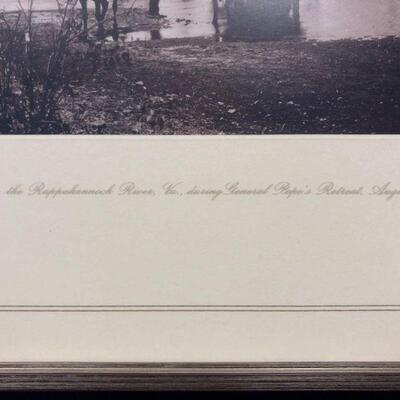 the Rappahannock River, Va., during General Pope's Retreat, Aug